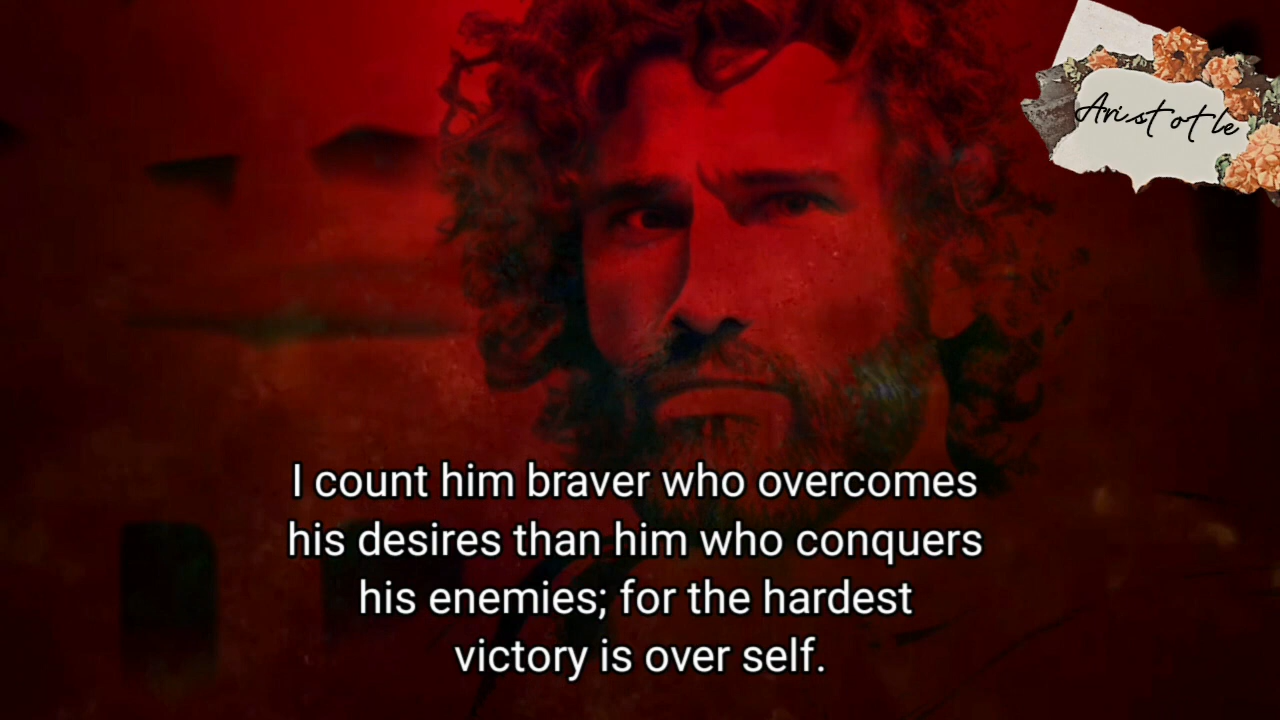 Aristotle
I count him braver who overcomes
his desires than him who conquers
his enemies; for the hardest
victory is over self.